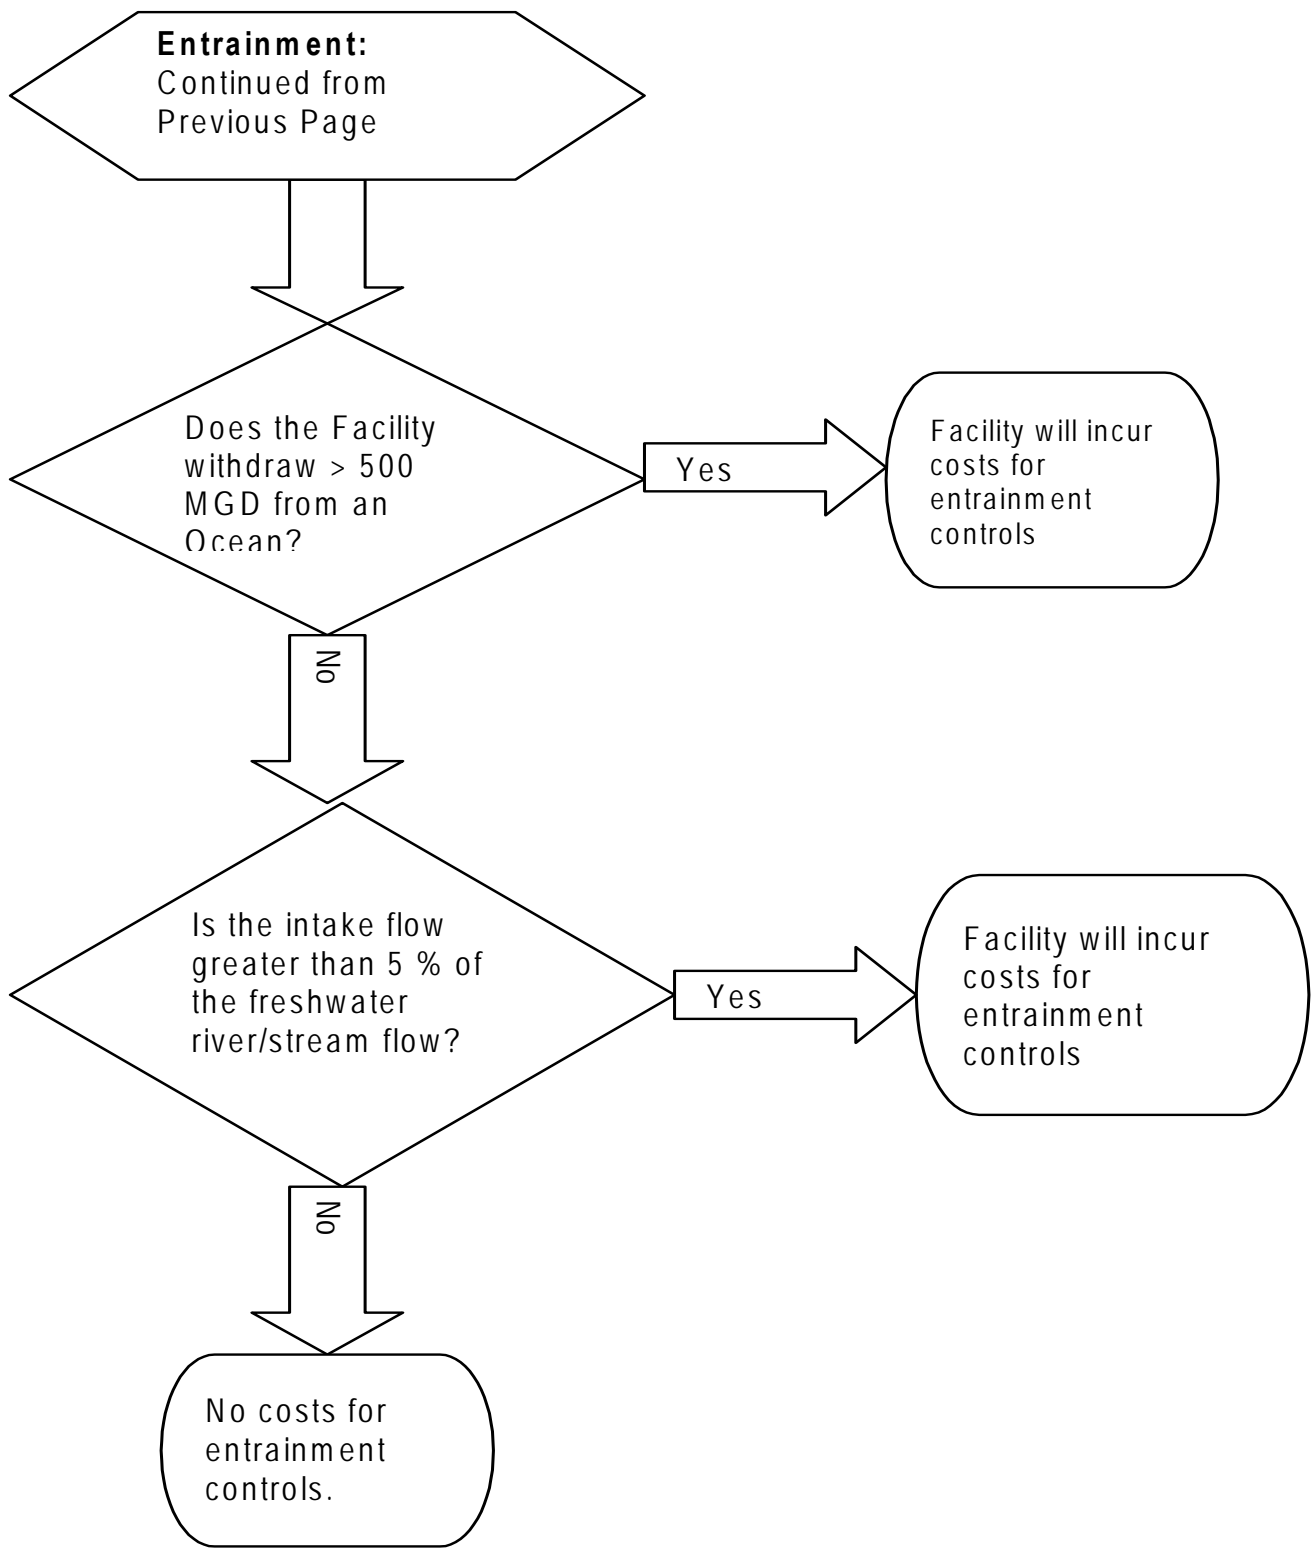 Entrainment:
Continued from
Previous Page
Does the Facility
withdraw > 500
MGD from an
Ocean?
Yes
Facility will incur
costs for
entrainment
controls
No
Is the intake flow
greater than 5 % of
the freshwater
river/stream flow?
Yes
Facility will incur
costs for
entrainment
controls
No
No costs for
entrainment
controls.